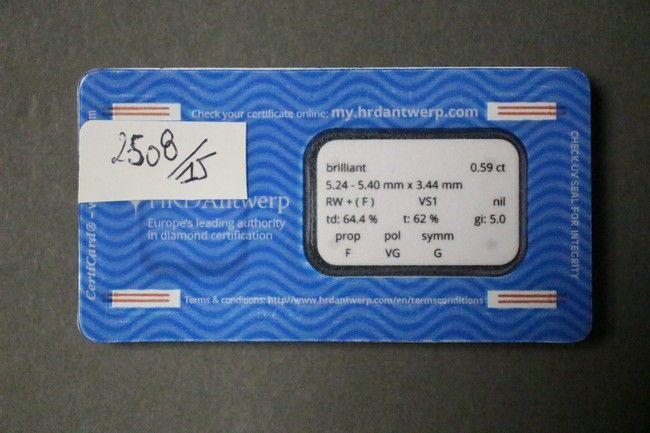 Check your certificate online: my.hrdantwerp.com
2508/15
HRDAntwerp
Europe's leading authority
in diamond certification
brilliant 0.59 ct
5.24 - 5.40 mm x 3.44 mm
RW + ( F ) VS1 nil
td: 64.4 % t: 62 % gi: 5.0
prop pol symm
F VG G
Terms & conditions: http://www.hrdantwerp.com/en/termsconditions
CertiCard®
CHECK UV SEAL FOR INTEGRITY